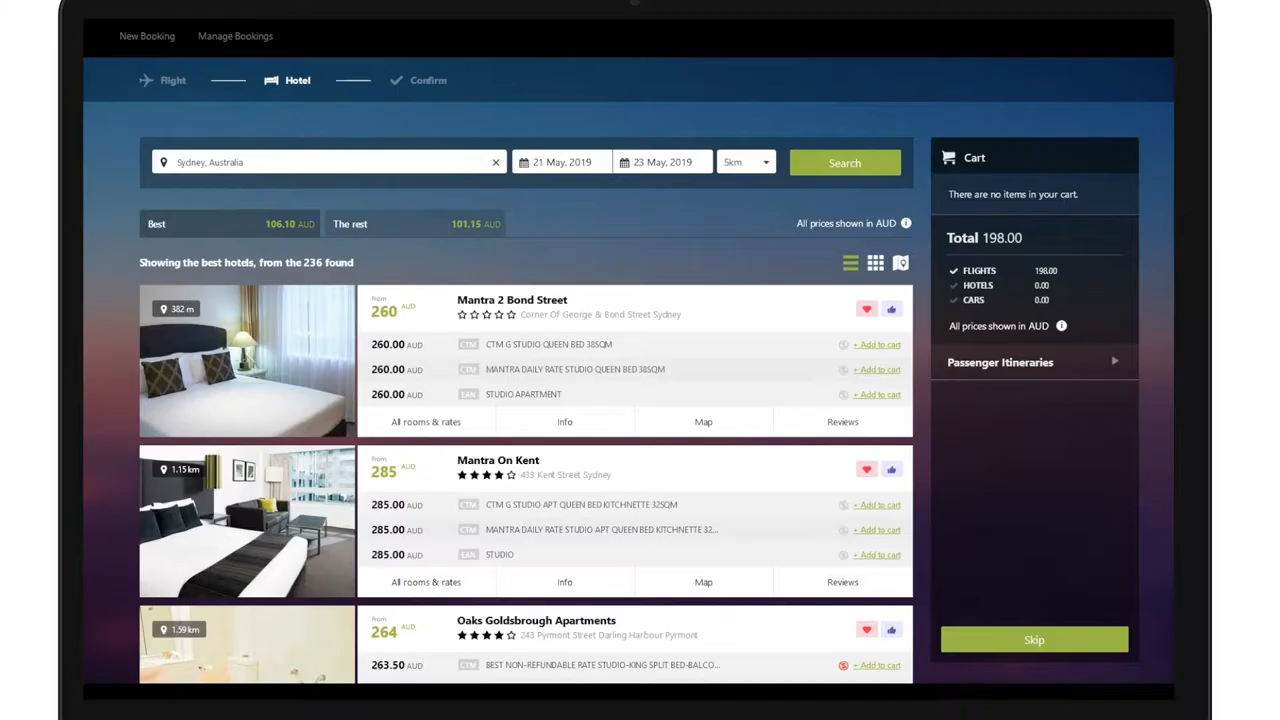 New Booking Manage Bookings
Flight Hotel Confirm
Sydney, Australia 21 May, 2019 23 May, 2019 5km Search
Best 106.10 AUD The rest 101.15 AUD All prices shown in AUD
Showing the best hotels, from the 236 found
382 m
from
260 AUD
Mantra 2 Bond Street
Corner Of George & Bond Street Sydney
260.00 AUD CTM CTM G STUDIO QUEEN BED 38SQM + Add to cart
260.00 AUD CTM MANTRA DAILY RATE STUDIO QUEEN BED 38SQM + Add to cart
260.00 AUD EAN STUDIO APARTMENT + Add to cart
All rooms & rates Info Map Reviews
1.15 km
from
285 AUD
Mantra On Kent
433 Kent Street Sydney
285.00 AUD CTM CTM G STUDIO APT QUEEN BED KITCHNETTE 32SQM + Add to cart
285.00 AUD CTM MANTRA DAILY RATE STUDIO APT QUEEN BED KITCHNETTE 32... + Add to cart
285.00 AUD EAN STUDIO + Add to cart
All rooms & rates Info Map Reviews
1.59 km
from
264 AUD
Oaks Goldsbrough Apartments
243 Pyrmont Street Darling Harbour Pyrmont
263.50 AUD CTM BEST NON-REFUNDABLE RATE STUDIO-KING SPLIT BED-BALCO... + Add to cart
Cart
There are no items in your cart.
Total 198.00
FLIGHTS 198.00
HOTELS 0.00
CARS 0.00
All prices shown in AUD
Passenger Itineraries
Skip